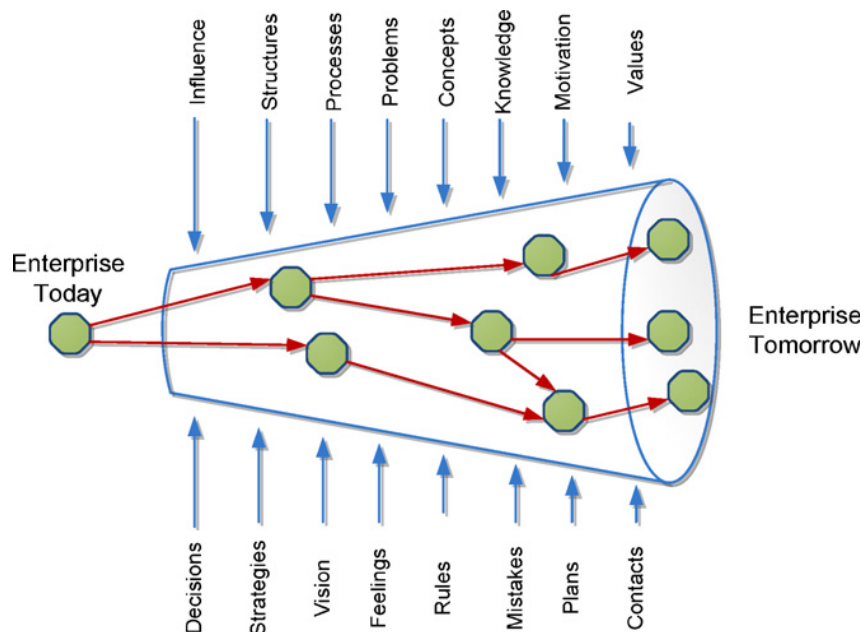 Influence
Structures
Processes
Problems
Concepts
Knowledge
Motivation
Values
Enterprise
Today
Enterprise
Tomorrow
Decisions
Strategies
Vision
Feelings
Rules
Mistakes
Plans
Contacts